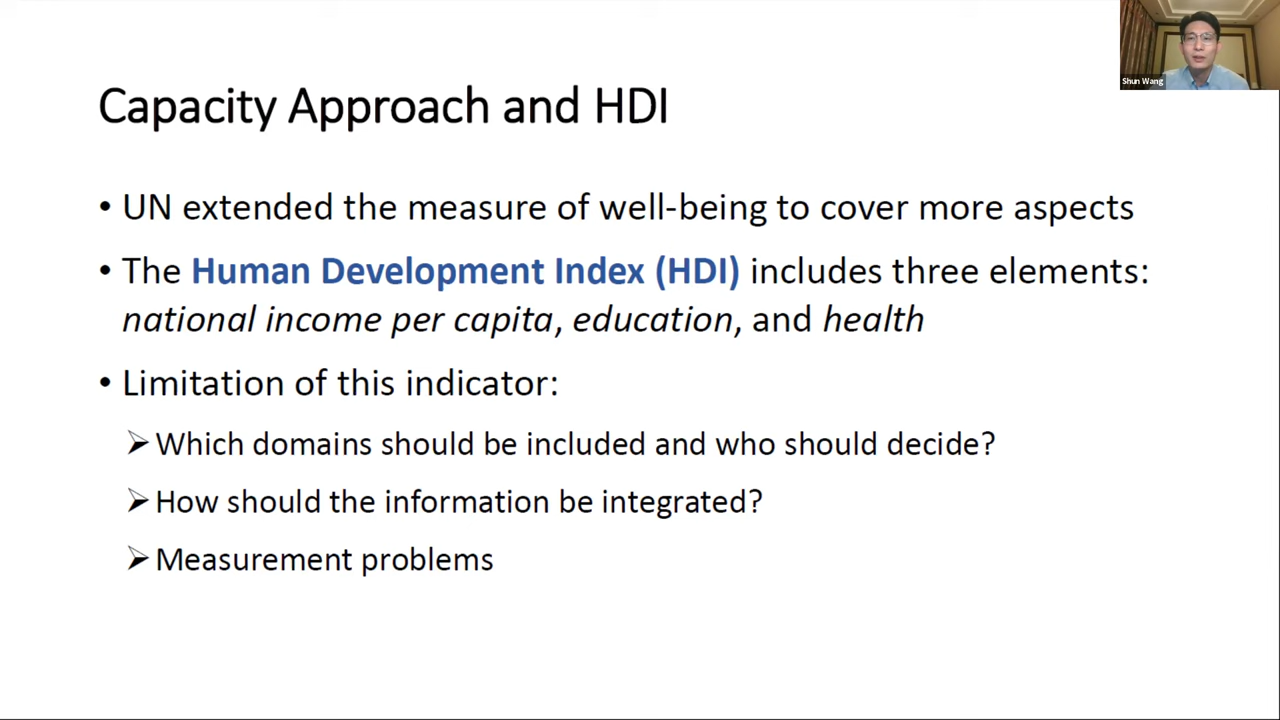 Shun Wang
Capacity Approach and HDI
• UN extended the measure of well-being to cover more aspects
• The Human Development Index (HDI) includes three elements:
national income per capita, education, and health
• Limitation of this indicator:
➢ Which domains should be included and who should decide?
➢ How should the information be integrated?
➢ Measurement problems